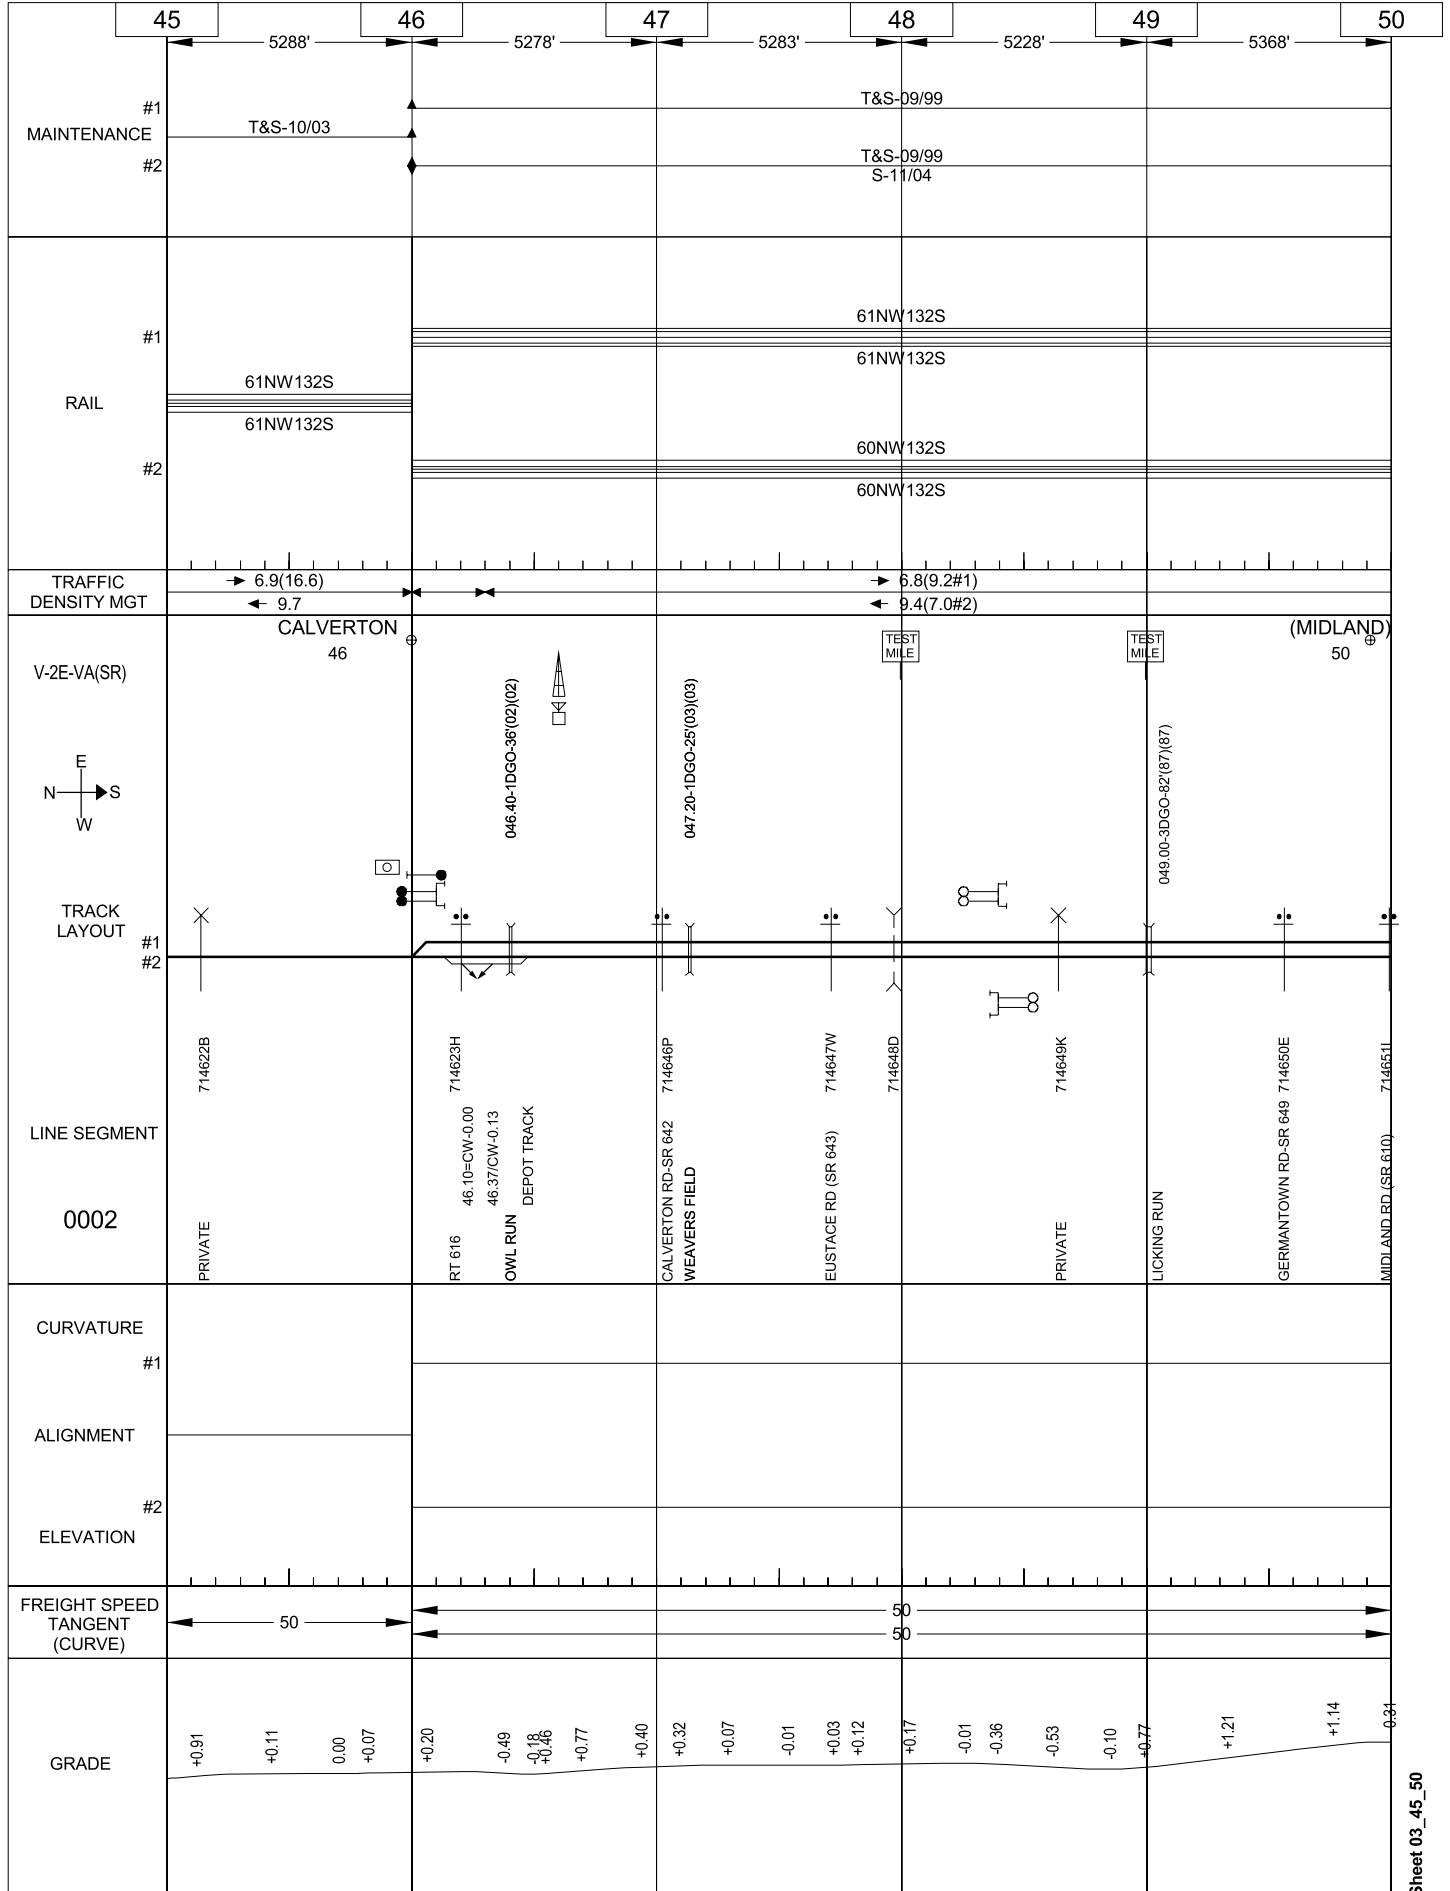 45 46 47 48 49 50
5288' 5278' 5283' 5228' 5368'
#1 T&S-09/99
MAINTENANCE T&S-10/03
#2 T&S-09/99
S-11/04
61NW132S
#1
61NW132S
61NW132S
RAIL
61NW132S
60NW132S
#2
60NW132S
TRAFFIC
DENSITY MGT
6.9(16.6) 6.8(9.2#1)
9.7 9.4(7.0#2)
CALVERTON
46
TEST
MILE
TEST
MILE
(MIDLAND)
50
V-2E-VA(SR)
046.40-1DGO-36'(02)(02)
047.20-1DGO-25'(03)(03)
049.00-3DGO-82'(87)(87)
E
N S
W
TRACK
LAYOUT
#1
#2
714622B
714623H
714646P
714647W
714648D
714649K
714650E
714651L
LINE SEGMENT
0002
PRIVATE
RT 616
46.10=CW-0.00
46.37/CW-0.13
OWL RUN
DEPOT TRACK
CALVERTON RD-SR 642
WEAVERS FIELD
EUSTACE RD (SR 643)
PRIVATE
LICKING RUN
GERMANTOWN RD-SR 649
MIDLAND RD (SR 610)
CURVATURE
#1
ALIGNMENT
#2
ELEVATION
FREIGHT SPEED
TANGENT
(CURVE)
50 50
50
GRADE
+0.91
+0.11
0.00
+0.07
+0.20
-0.49
-0.18
+0.46
+0.77
+0.40
+0.32
+0.07
-0.01
+0.03
+0.12
+0.17
-0.01
-0.36
-0.53
-0.10
+0.77
+1.21
+1.14
0.31
Sheet 03_45_50